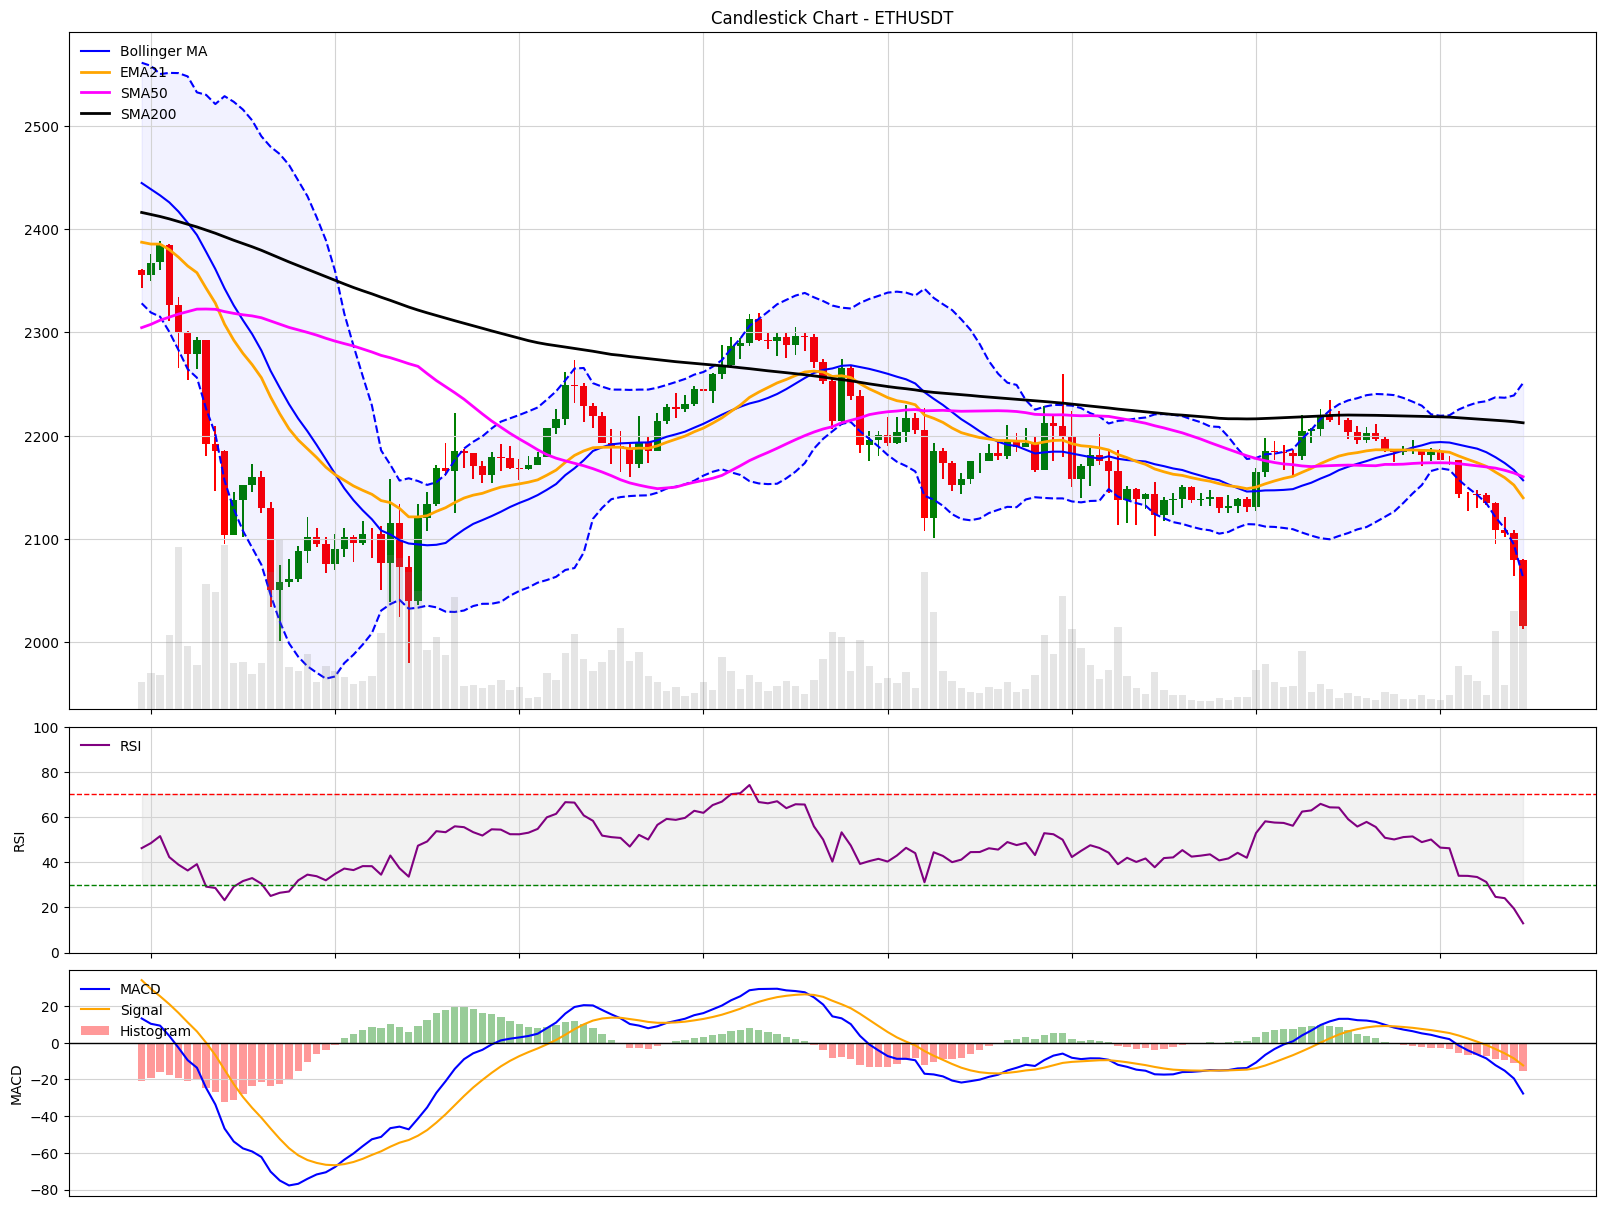 Candlestick Chart - ETHUSDT
Bollinger MA
EMA21
SMA50
SMA200
2500
2400
2300
2200
2100
2000
RSI
100
80
60
40
20
0
RSI
MACD
Signal
Histogram
20
0
−20
−40
−60
−80
MACD